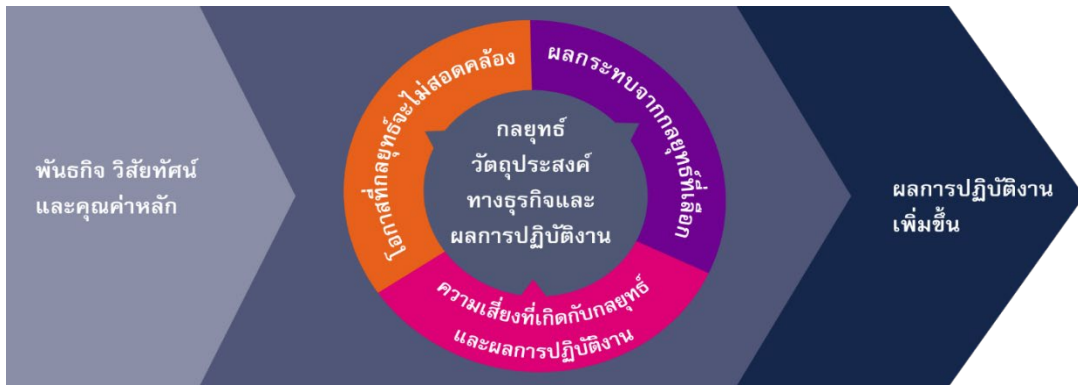 พันธกิจ วิสัยทัศน์
และคุณค่าหลัก
โอกาสที่กลยุทธ์จะไม่สอดคล้อง
ผลกระทบจากกลยุทธ์ที่เลือก
กลยุทธ์
วัตถุประสงค์
ทางธุรกิจและ
ผลการปฏิบัติงาน
ความเสี่ยงที่เกิดกับกลยุทธ์
และผลการปฏิบัติงาน
ผลการปฏิบัติงาน
เพิ่มขึ้น